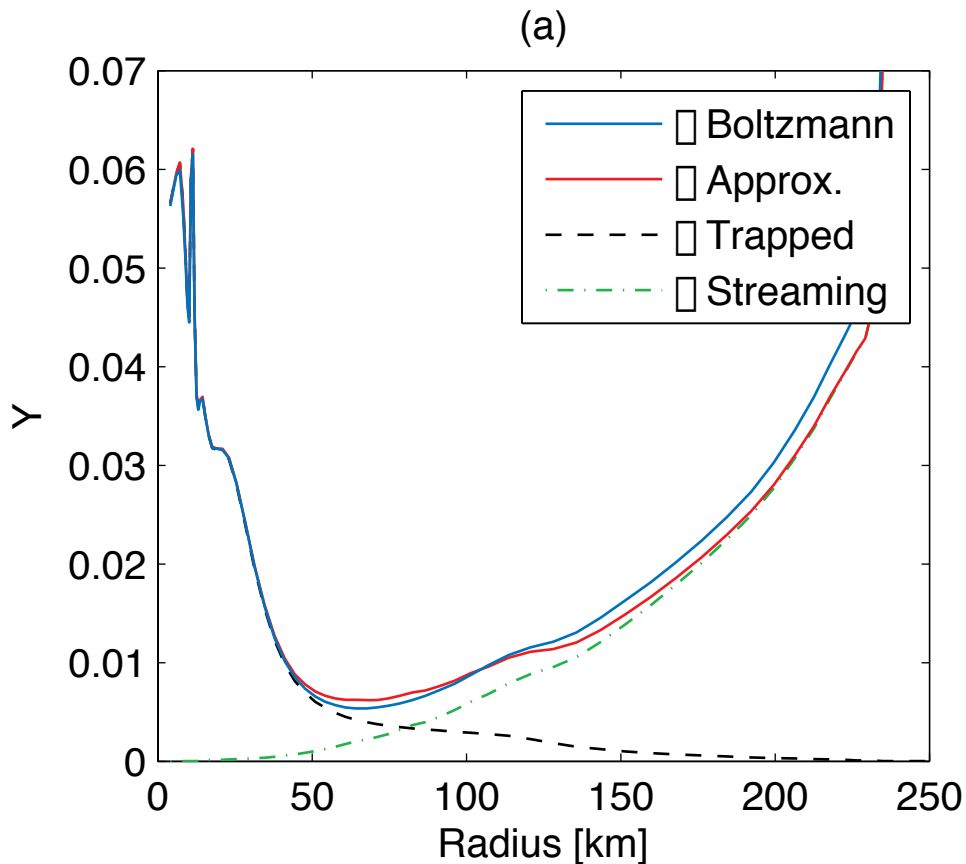 (a)
0.07
0.06
0.05
0.04
0.03
0.02
0.01
0
Y
Boltzmann
Approx.
Trapped
Streaming
0 50 100 150 200 250
Radius [km]